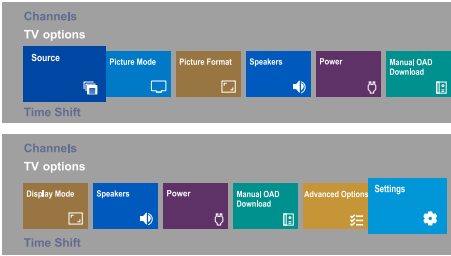 Channels
TV options
Source
Picture Mode
Picture Format
Speakers
Power
Manual OAD
Download
Time Shift
Channels
TV options
Display Mode
Speakers
Power
Manual OAD
Download
Advanced Options
Settings
Time Shift